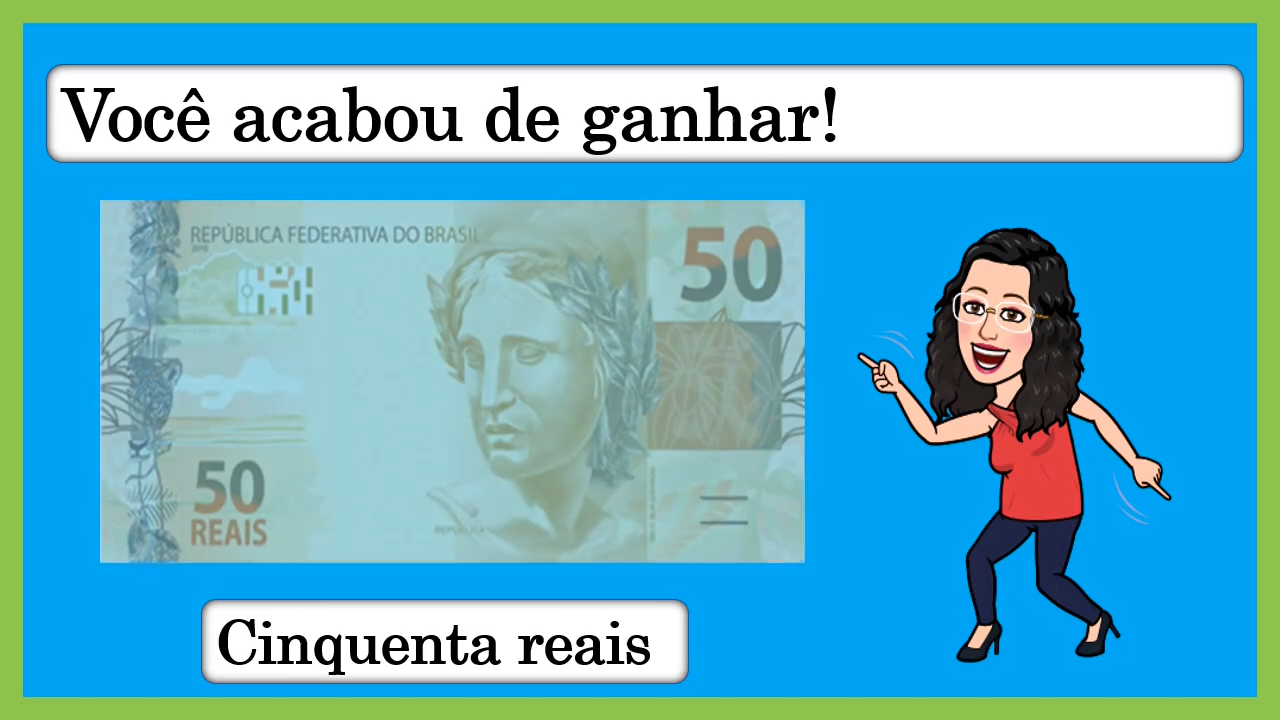 Você acabou de ganhar!
REPÚBLICA FEDERATIVA DO BRASIL
50
50
REAIS
Cinquenta reais